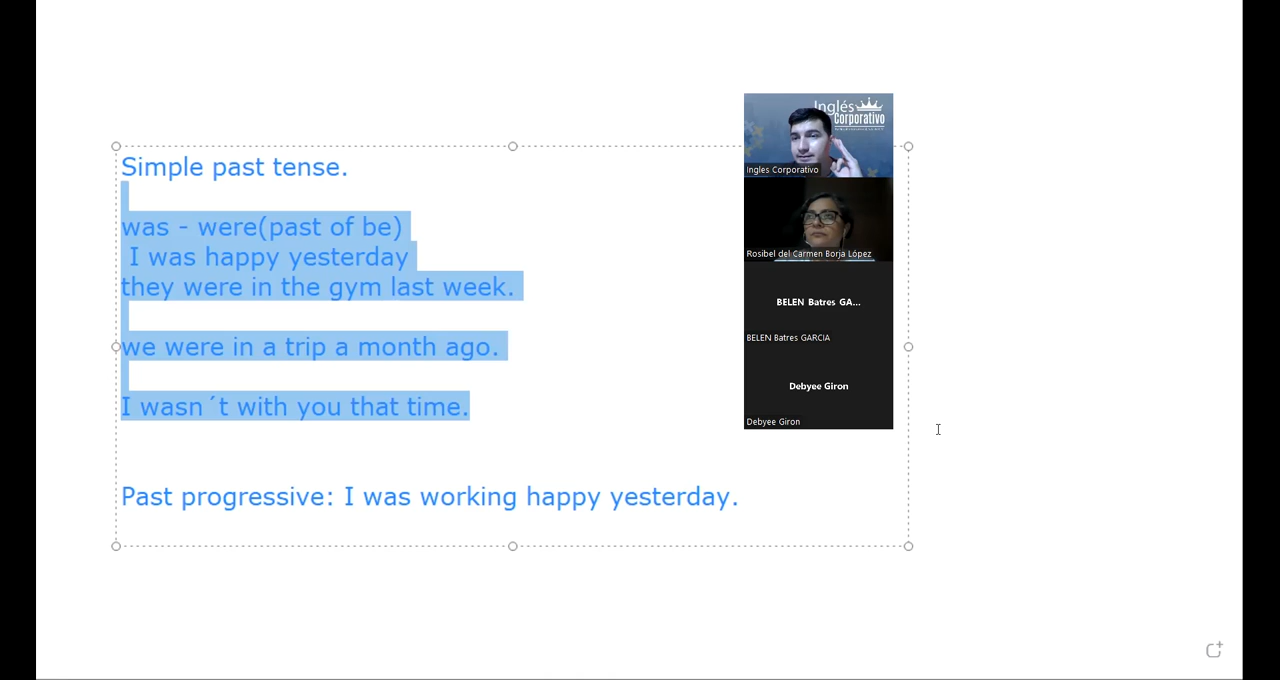 Simple past tense.
was - were(past of be)
I was happy yesterday
they were in the gym last week.
we were in a trip a month ago.
I wasn´t with you that time.
Past progressive: I was working happy yesterday.
Inglés
Corporativo
Ingles Corporativo
Rosibel del Carmen Borja López
BELEN Batres GA...
BELEN Batres GARCIA
Debyee Giron
Debyee Giron